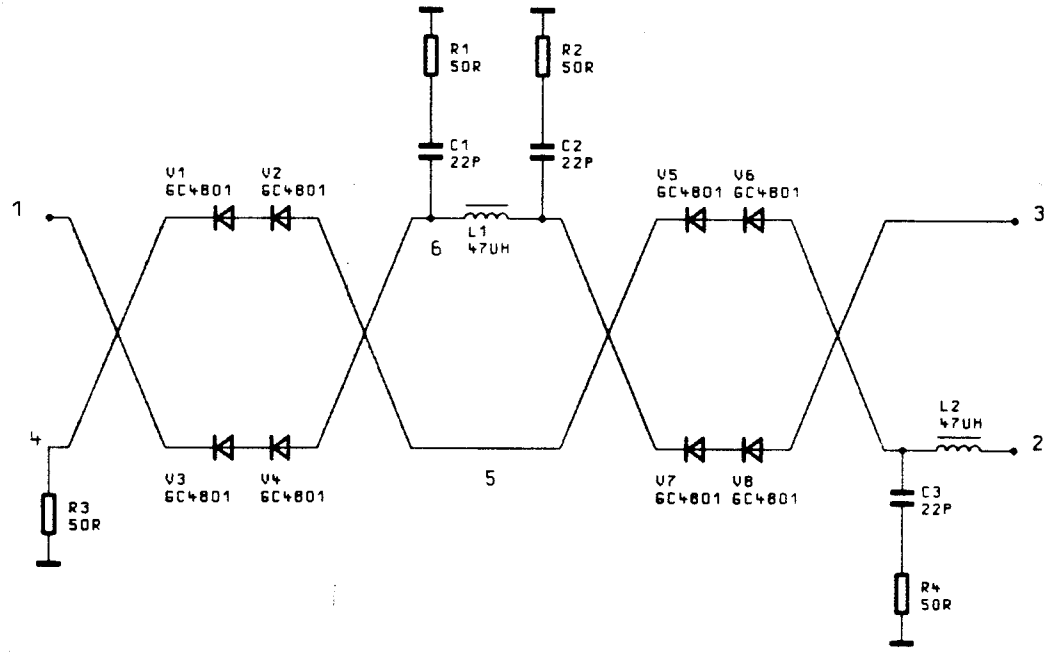 R1
50R
R2
50R
C1
22P
C2
22P
V1
GC4801
V2
GC4801
V5
GC4801
V6
GC4801
1
3
6
L1
47UH
4
V3
GC4801
V4
GC4801
5
V7
GC4801
V8
GC4801
L2
47UH
2
R3
50R
C3
22P
R4
50R